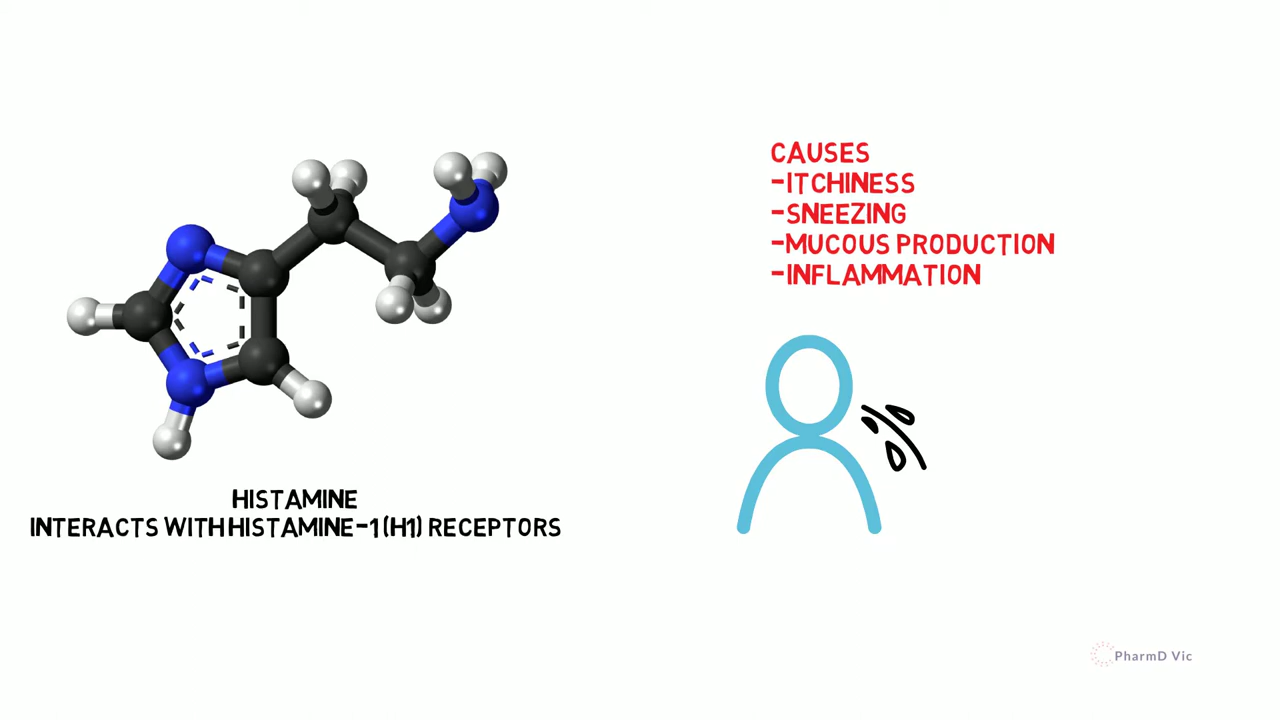 HISTAMINE
INTERACTS WITH HISTAMINE-1 (H1) RECEPTORS
CAUSES
-ITCHINESS
-SNEEZING
-MUCOUS PRODUCTION
-INFLAMMATION
PharmD Vic